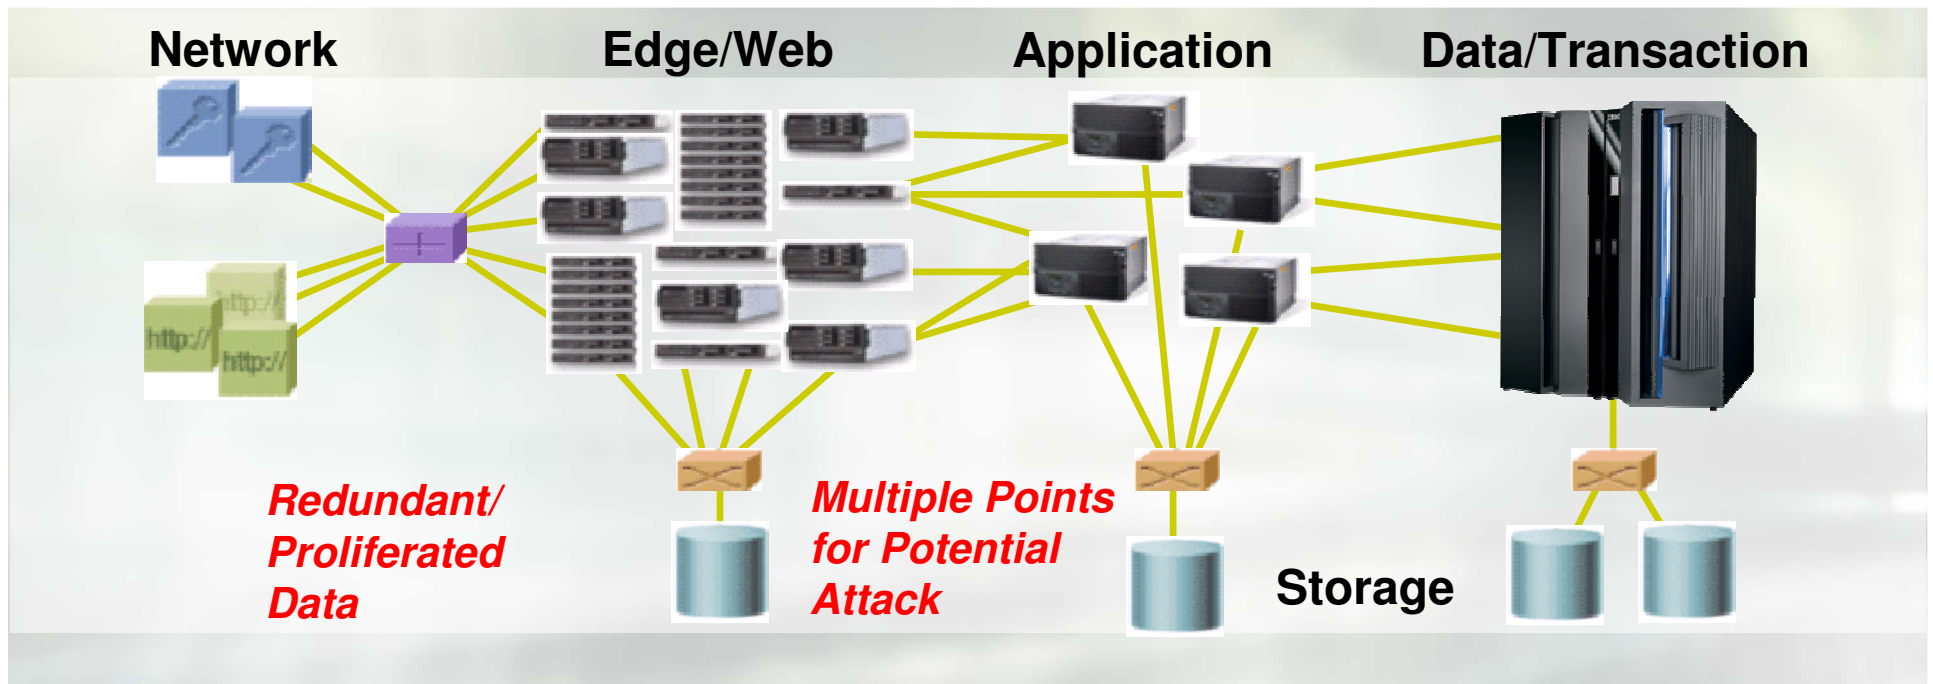 Network
Edge/Web
Application
Data/Transaction
http://
http://
http://
Redundant/
Proliferated
Data
Multiple Points
for Potential
Attack
Storage